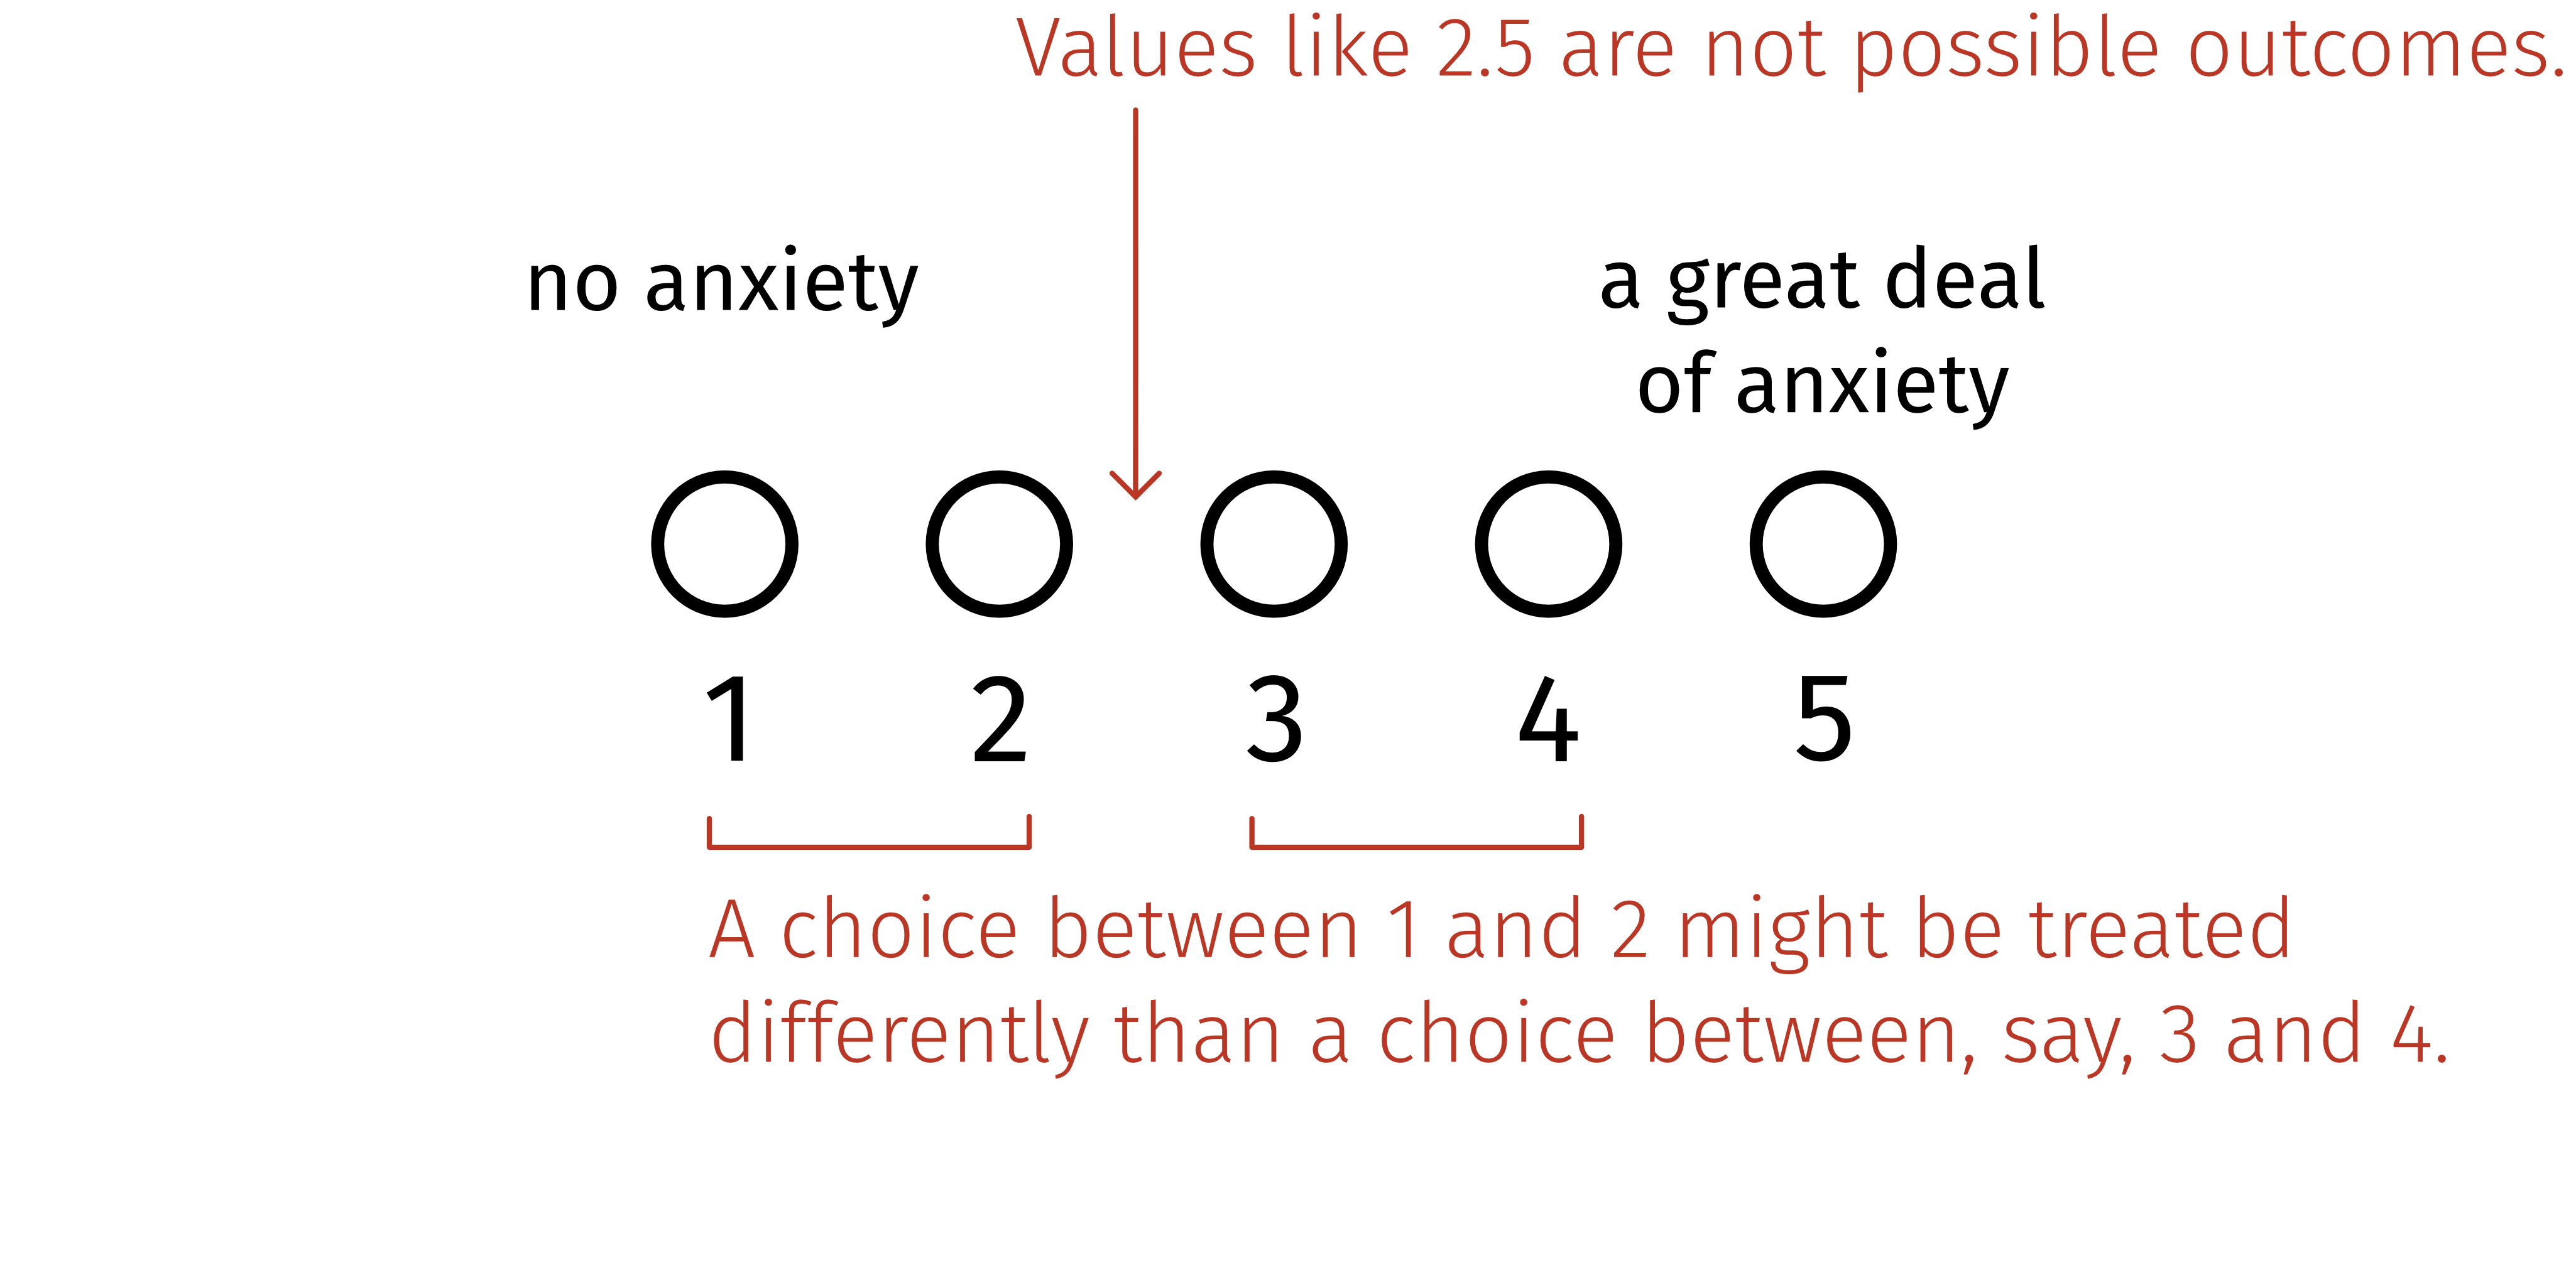 Values like 2.5 are not possible outcomes.
no anxiety
a great deal
of anxiety
1 2 3 4 5
A choice between 1 and 2 might be treated
differently than a choice between, say, 3 and 4.